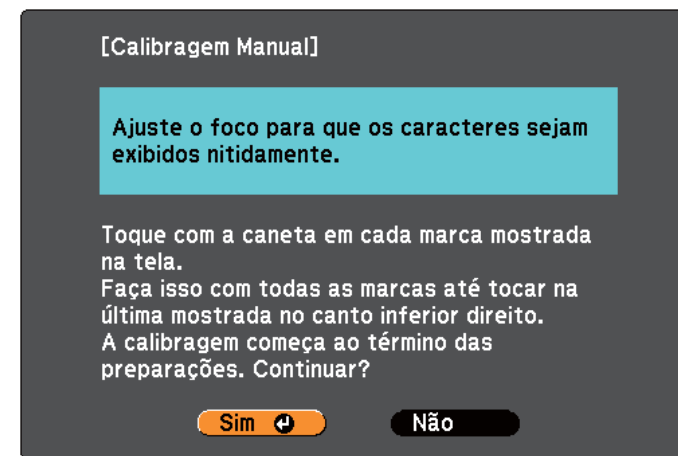 [Calibragem Manual]
Ajuste o foco para que os caracteres sejam
exibidos nitidamente.
Toque com a caneta em cada marca mostrada
na tela.
Faça isso com todas as marcas até tocar na
última mostrada no canto inferior direito.
A calibragem começa ao término das
preparações. Continuar?
Sim Não